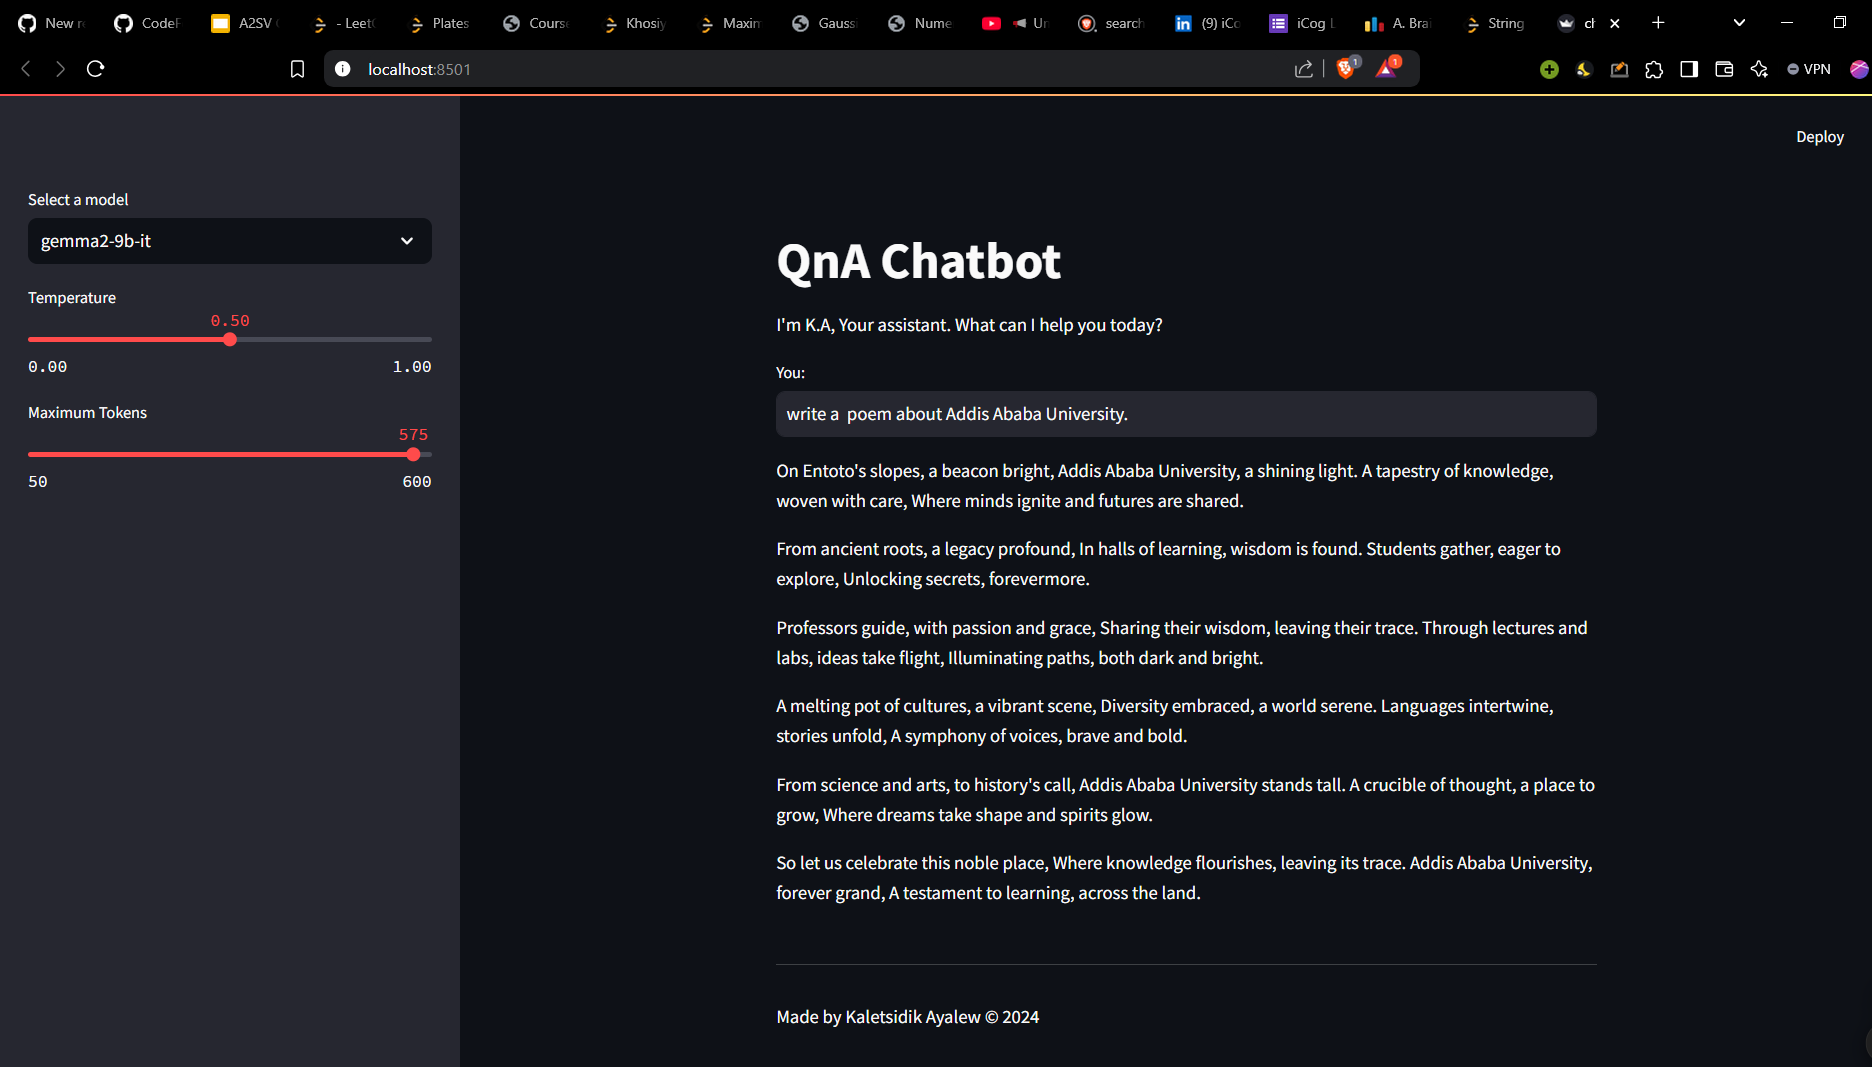 New r
CodeF
A2SV
- Leet
Plates
Course
Khosiy
Maxim
Gauss
Nume
Un
search
(9) iCo
iCog L
A. Bra
String
ch
localhost:8501
1
1
VPN
Deploy
Select a model
gemma2-9b-it
Temperature
0.50
0.00 1.00
Maximum Tokens
575
50 600
QnA Chatbot
I'm K.A, Your assistant. What can I help you today?
You:
write a  poem about Addis Ababa University.
On Entoto's slopes, a beacon bright, Addis Ababa University, a shining light. A tapestry of knowledge,
woven with care, Where minds ignite and futures are shared.
From ancient roots, a legacy profound, In halls of learning, wisdom is found. Students gather, eager to
explore, Unlocking secrets, forevermore.
Professors guide, with passion and grace, Sharing their wisdom, leaving their trace. Through lectures and
labs, ideas take flight, Illuminating paths, both dark and bright.
A melting pot of cultures, a vibrant scene, Diversity embraced, a world serene. Languages intertwine,
stories unfold, A symphony of voices, brave and bold.
From science and arts, to history's call, Addis Ababa University stands tall. A crucible of thought, a place to
grow, Where dreams take shape and spirits glow.
So let us celebrate this noble place, Where knowledge flourishes, leaving its trace. Addis Ababa University,
forever grand, A testament to learning, across the land.
Made by Kaletsidik Ayalew © 2024